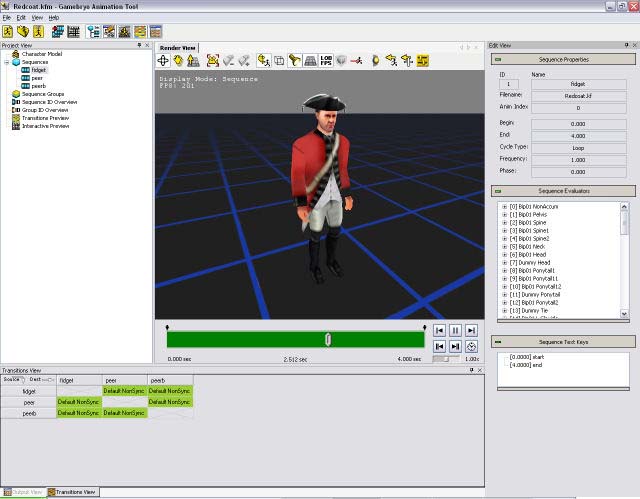 Redcoat.kfm - Gamebryo Animation Tool
File Edit View Help
Project View
Character Model
Sequences
fidget
peer
peerb
Sequence Groups
Sequence ID Overview
Group ID Overview
Transitions Preview
Interactive Preview
Render View
LOD
FPS
Display Mode: Sequence
FPS: 201
0.000 sec
2.512 sec
4.000 sec
1.00x
Edit View
Sequence Properties
ID Name
1 fidget
Filename: Redcoat.kf
Anim Index: 0
Begin: 0.000
End: 4.000
Cycle Type: Loop
Frequency: 1.000
Phase: 0.000
Sequence Evaluators
[0] Bip01 NonAccum
[1] Bip01 Pelvis
[2] Bip01 Spine
[3] Bip01 Spine1
[4] Bip01 Spine2
[5] Bip01 Neck
[6] Bip01 Head
[7] Dummy Head
[8] Bip01 Ponytail1
[9] Bip01 Ponytail11
[10] Bip01 Ponytail12
[11] Dummy Ponytail
[12] Bip01 Ponytail2
[13] Dummy Tie
Sequence Text Keys
[0.0000] start
[4.0000] end
Transitions View
Source Dest fidget peer peerb
fidget Default NonSync Default NonSync
peer Default NonSync Default NonSync
peerb Default NonSync Default NonSync
Output View Transitions View